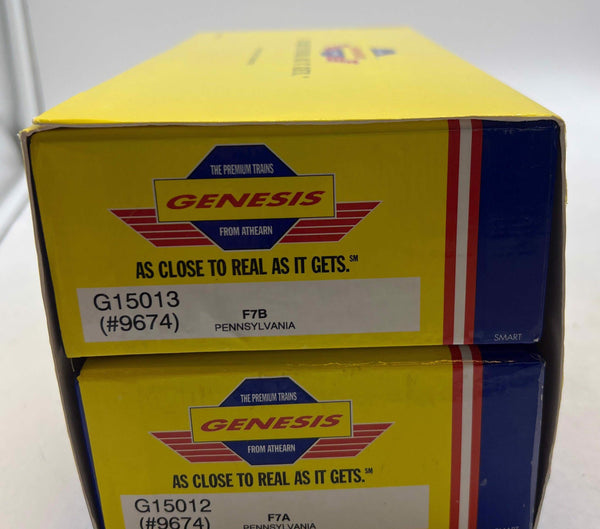 THE PREMIUM TRAINS
GENESIS
FROM ATHEARN
AS CLOSE TO REAL AS IT GETS.℠
G15013
(#9674)
F7B
PENNSYLVANIA
SMART
THE PREMIUM TRAINS
GENESIS
FROM ATHEARN
AS CLOSE TO REAL AS IT GETS.℠
G15012
(#9674)
F7A
PENNSYLVANIA